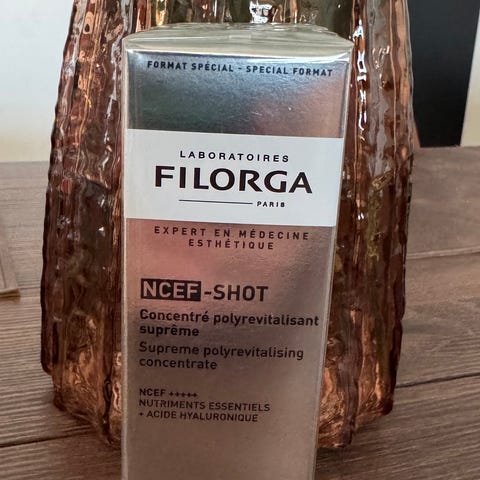 FORMAT SPÉCIAL - SPECIAL FORMAT
LABORATOIRES
FILORGA
PARIS
EXPERT EN MÉDECINE
ESTHÉTIQUE
NCEF-SHOT
Concentré polyrevitalisant
suprême
Supreme polyrevitalising
concentrate
NCEF +++++
NUTRIMENTS ESSENTIELS
+ ACIDE HYALURONIQUE